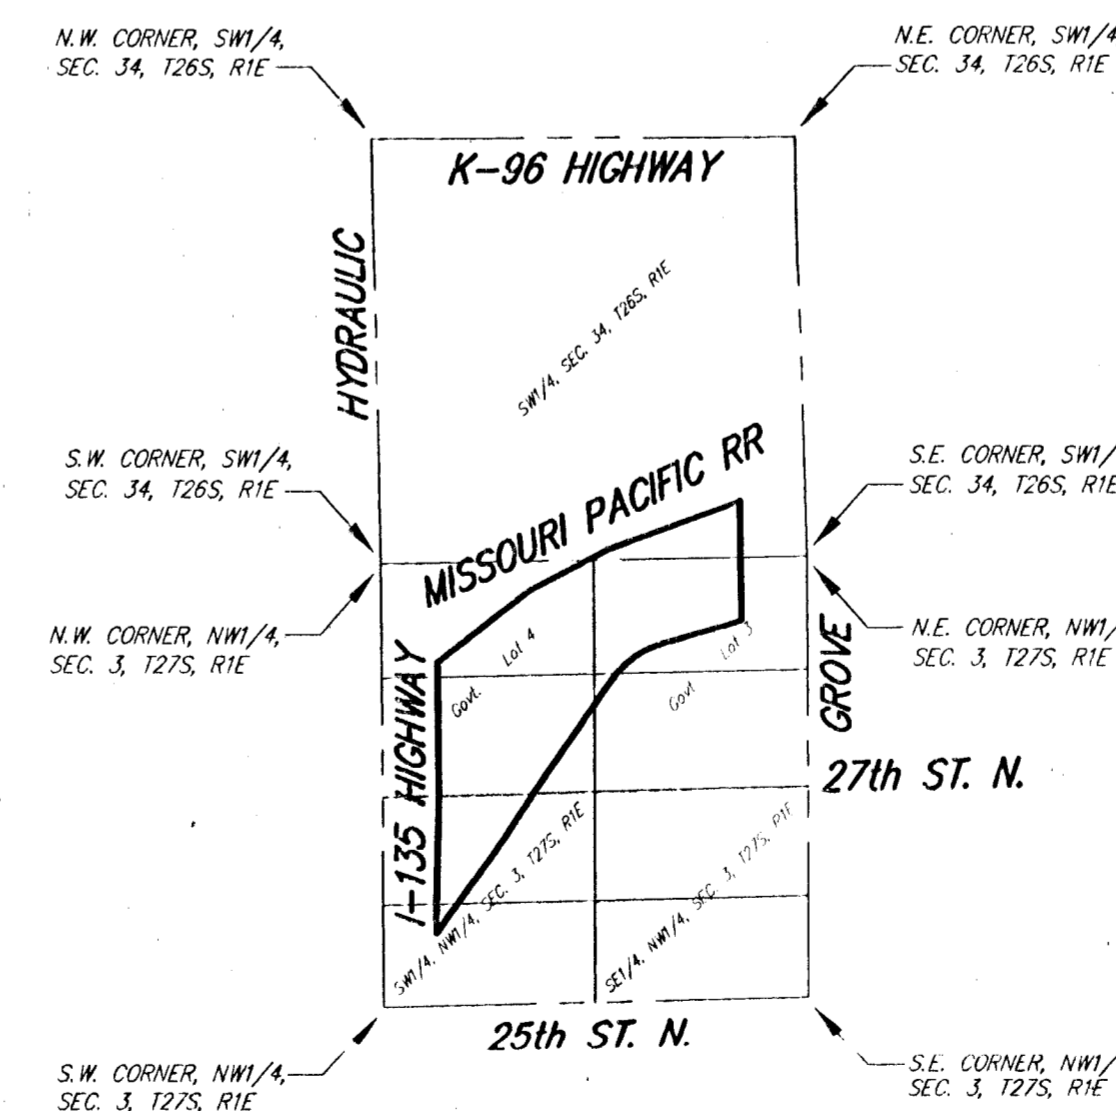 N.W. CORNER, SW1/4,
SEC. 34, T26S, R1E
N.E. CORNER, SW1/4
SEC. 34, T26S, R1E
K-96 HIGHWAY
HYDRAULIC
SW1/4, SEC. 34, T26S, R1E
S.W. CORNER, SW1/4,
SEC. 34, T26S, R1E
S.E. CORNER, SW1/
SEC. 34, T26S, R1E
MISSOURI PACIFIC RR
N.W. CORNER, NW1/4,
SEC. 3, T27S, R1E
N.E. CORNER, NW1/
SEC. 3, T27S, R1E
Govt. Lot 4
Govt Lot 3
I-135 HIGHWAY
GROVE
27th ST. N.
SW1/4, NW1/4, SEC. 3, T27S, R1E
SE1/4, NW1/4, SEC. 3, T27S, R1E
25th ST. N.
S.W. CORNER, NW1/4,
SEC. 3, T27S, R1E
S.E. CORNER, NW1/
SEC. 3, T27S, R1E